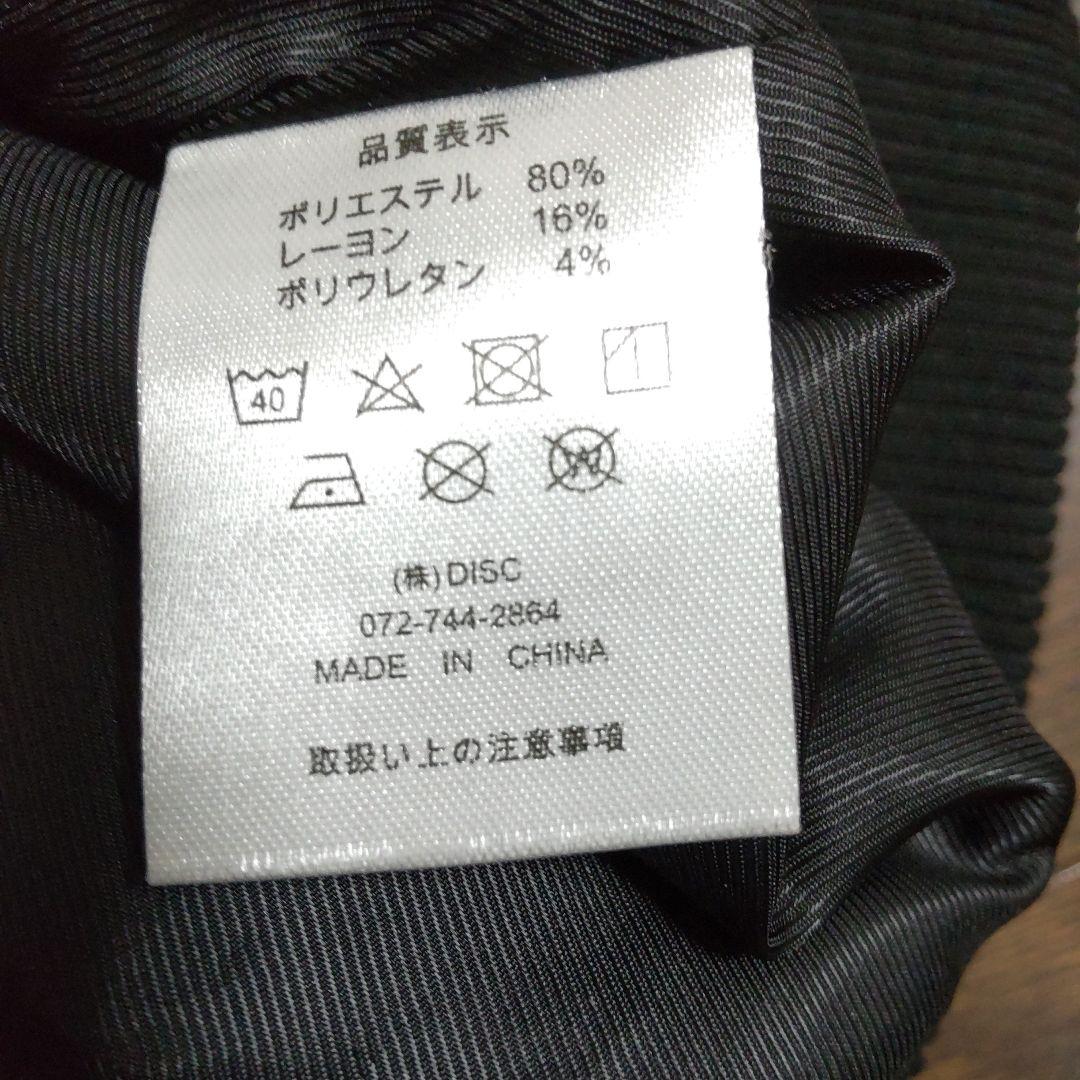 品質表示
ポリエステル 80%
レーヨン 16%
ポリウレタン 4%
40
W
(株)DISC
072-744-2864
MADE IN CHINA
取扱い上の注意事項